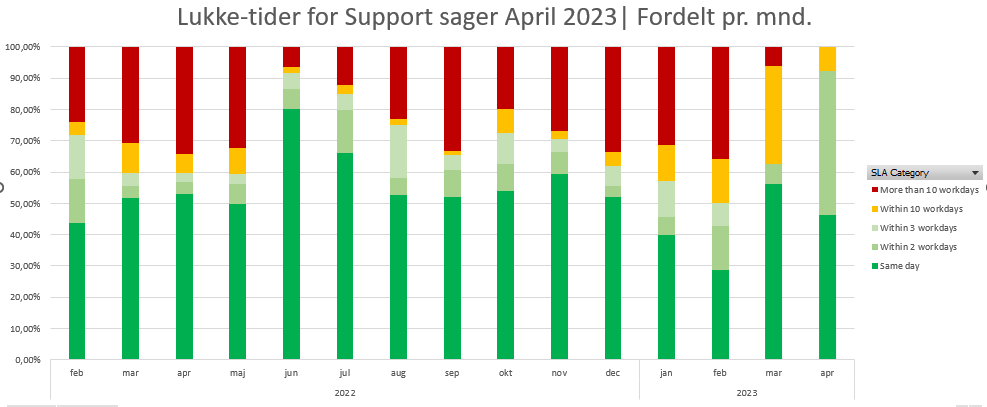 Lukke-tider for Support sager April 2023| Fordelt pr. mnd.
100,00%
90,00%
80,00%
70,00%
60,00%
50,00%
40,00%
30,00%
20,00%
10,00%
0,00%
feb mar apr maj jun jul aug sep okt nov dec jan feb mar apr
2022 2023
SLA Category
More than 10 workdays
Within 10 workdays
Within 3 workdays
Within 2 workdays
Same day